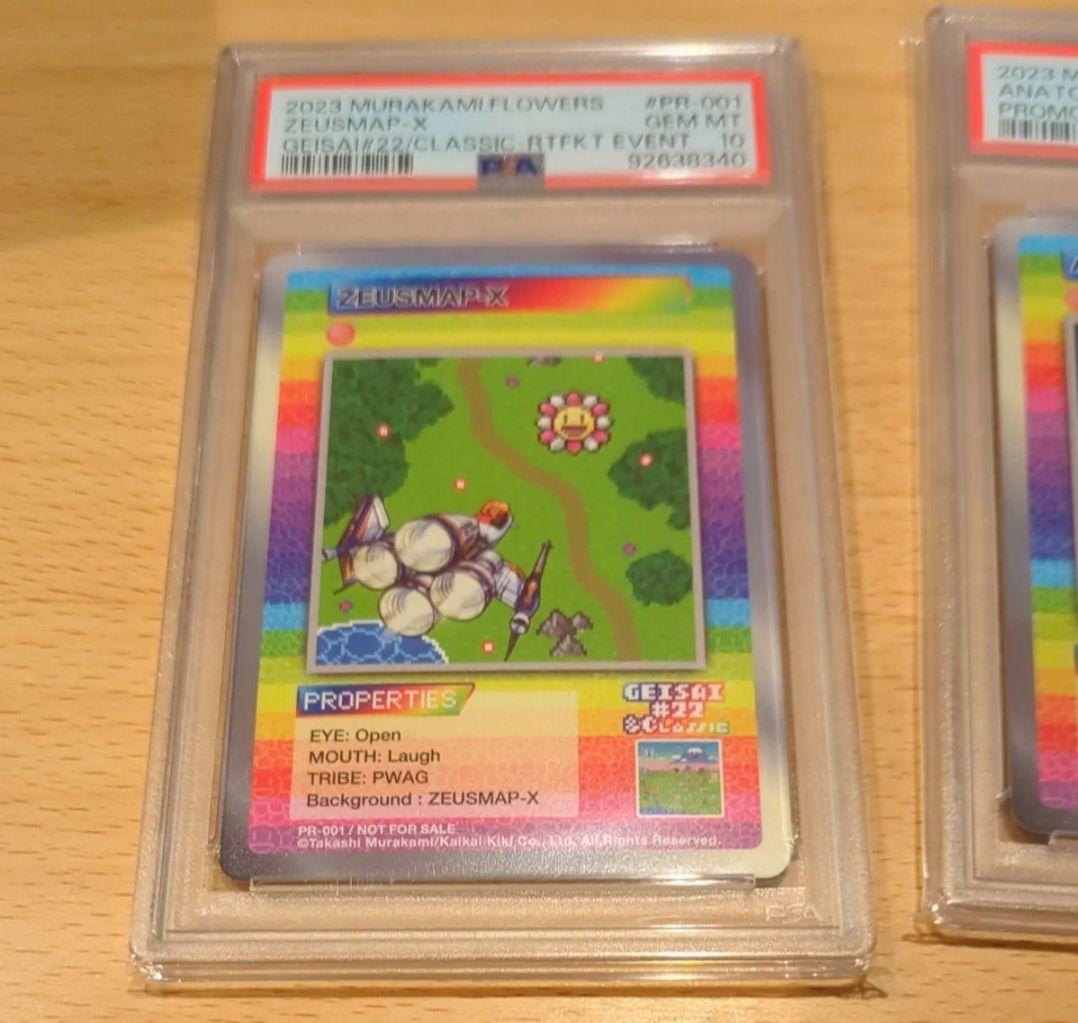 2023 MURAKAMI.FLOWERS #PR-001
ZEUSMAP-X GEM MT
GEISAI#22/CLASSIC-RTFKT EVENT 10
PSA 92638340
ZEUSMAP-X
PROPERTIES
EYE: Open
MOUTH: Laugh
TRIBE: PWAG
Background : ZEUSMAP-X
GEISAI
#22
&CLASSIC
PR-001 / NOT FOR SALE
©Takashi Murakami/Kaikai Kiki Co., Ltd. All Rights Reserved.
PSA
2023 M
ANATO
PROMO